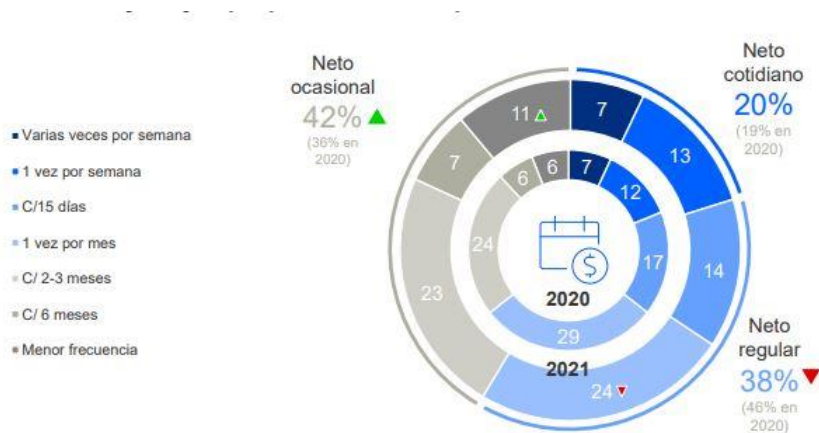 Neto
ocasional
42%
(36% en
2020)
Neto
cotidiano
20%
(19% en
2020)
Varias veces por semana
1 vez por semana
C/15 días
1 vez por mes
C/ 2-3 meses
C/ 6 meses
Menor frecuencia
11
7
13
14
24
23
7
6
7
12
17
29
24
6
$
2020
2021
Neto
regular
38%
(46% en
2020)